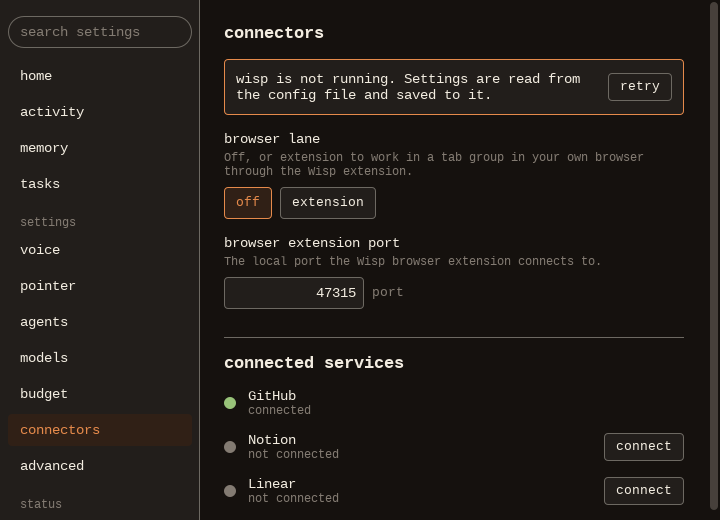 search settings
home
activity
memory
tasks
settings
voice
pointer
agents
models
budget
connectors
advanced
status
connectors
wisp is not running. Settings are read from
the config file and saved to it.
retry
browser lane
Off, or extension to work in a tab group in your own browser
through the Wisp extension.
off
extension
browser extension port
The local port the Wisp browser extension connects to.
47315
port
connected services
GitHub
connected
Notion
not connected
connect
Linear
not connected
connect